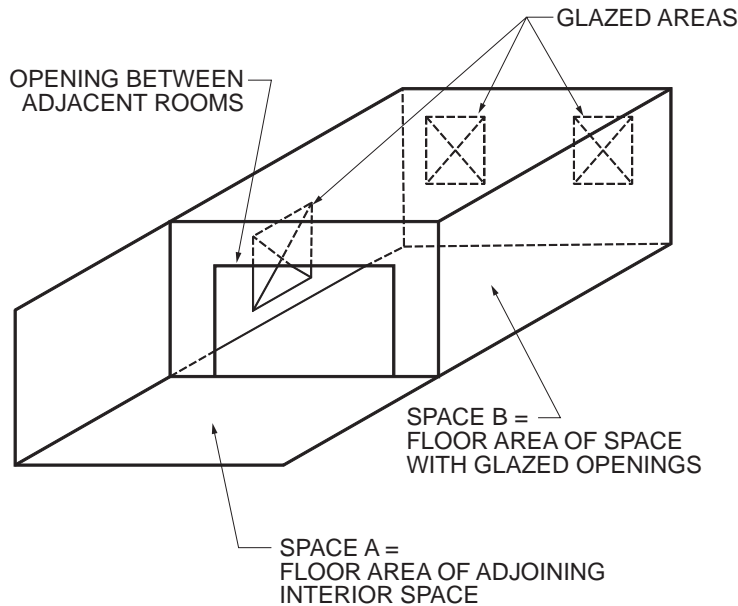 GLAZED AREAS
OPENING BETWEEN
ADJACENT ROOMS
SPACE B =
FLOOR AREA OF SPACE
WITH GLAZED OPENINGS
SPACE A =
FLOOR AREA OF ADJOINING
INTERIOR SPACE